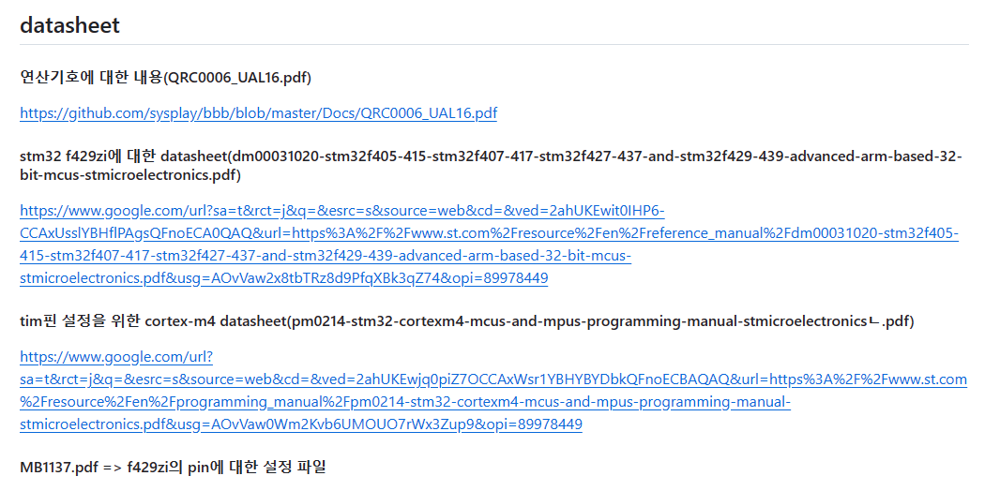 datasheet
연산기호에 대한 내용(QRC0006_UAL16.pdf)
https://github.com/sysplay/bbb/blob/master/Docs/QRC0006_UAL16.pdf
stm32 f429zi에 대한 datasheet(dm00031020-stm32f405-415-stm32f407-417-stm32f427-437-and-stm32f429-439-advanced-arm-based-32-
bit-mcus-stmicroelectronics.pdf)
https://www.google.com/url?sa=t&rct=j&q=&esrc=s&source=web&cd=&ved=2ahUKEwit0IHP6-
CCAxUsslYBHflPAgsQFnoECA0QAQ&url=https%3A%2F%2Fwww.st.com%2Fresource%2Fen%2Freference_manual%2Fdm00031020-stm32f405-
415-stm32f407-417-stm32f427-437-and-stm32f429-439-advanced-arm-based-32-bit-mcus-
stmicroelectronics.pdf&usg=AOvVaw2x8tbTRz8d9PfqXBk3qZ74&opi=89978449
tim핀 설정을 위한 cortex-m4 datasheet(pm0214-stm32-cortexm4-mcus-and-mpus-programming-manual-stmicroelectronicsㄴ.pdf)
https://www.google.com/url?
sa=t&rct=j&q=&esrc=s&source=web&cd=&ved=2ahUKEwjq0piZ7OCCAxWsr1YBHYBYDbkQFnoECBAQAQ&url=https%3A%2F%2Fwww.st.com
%2Fresource%2Fen%2Fprogramming_manual%2Fpm0214-stm32-cortexm4-mcus-and-mpus-programming-manual-
stmicroelectronics.pdf&usg=AOvVaw0Wm2Kvb6UMOUO7rWx3Zup9&opi=89978449
MB1137.pdf => f429zi의 pin에 대한 설정 파일